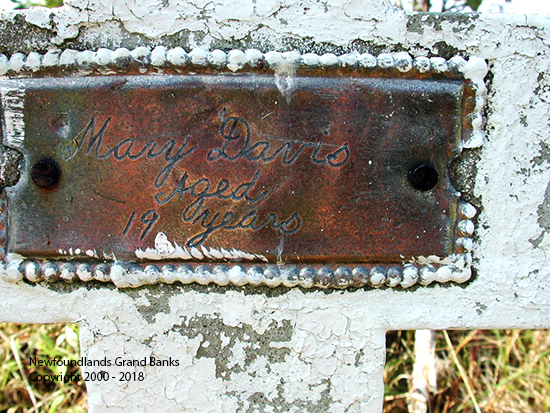 Mary Davis
Aged
19 years
Newfoundlands Grand Banks
Copyright 2000 - 2018